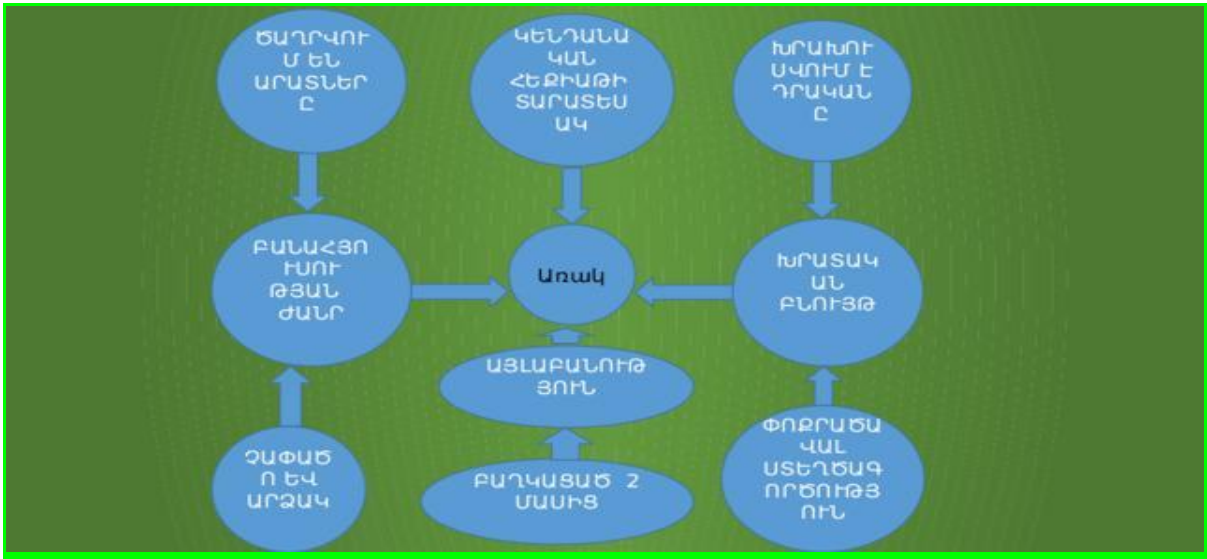 ԾԱՂՐՎՈՒ
Մ ԵՆ
ԱՐԱՏՆԵՐ
Ը
ԿԵՆԴԱՆԱ
ԿԱՆ
ՀԵՔԻԱԹԻ
ՏԱՐԱՏԵՍ
ԱԿ
ԽՐԱԽՈՒ
ՍՎՈՒՄ Է
ԴՐԱԿԱՆ
Ը
ԲԱՆԱՀՅՈ
ՒՍՈՒ
ԹՅԱՆ
ԺԱՆՐ
Առակ
ԽՐԱՏԱԿ
ԱՆ
ԲՆՈՒՅԹ
ԱՅԼԱԲԱՆՈՒԹ
ՅՈՒՆ
ՉԱՓԱԾ
Ո ԵՎ
ԱՐՁԱԿ
ԲԱՂԿԱՑԱԾ 2
ՄԱՍԻՑ
ՓՈՔՐԱԾԱ
ՎԱԼ
ՍՏԵՂԾԱԳ
ՈՐԾՈՒԹՅ
ՈՒՆ